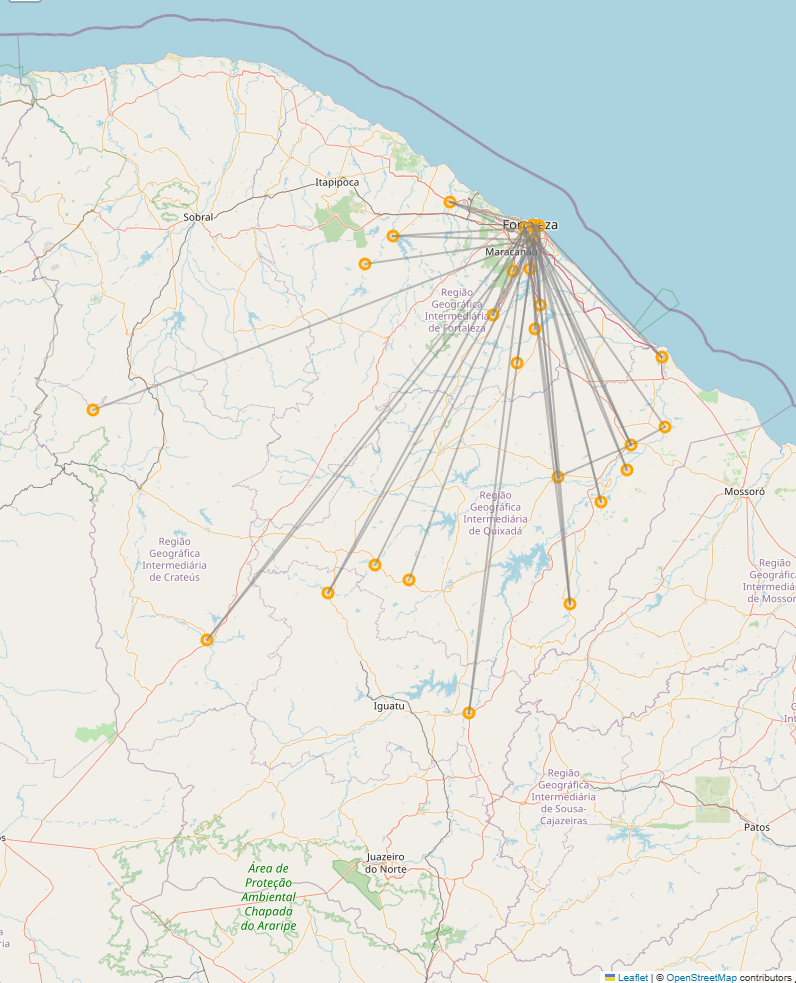 Itapipoca
Sobral
Fortaleza
Maracanaú
Região
Geográfica
Intermediária
de Fortaleza
Mossoró
Região
Geográfica
Intermediária
de Quixadá
Região
Geográfica
Intermediária
de Crateús
Região
Geográfica
Intermediária
de Mossor
Iguatu
Região
Geográfica
Intermediária
de Sousa-
Cajazeiras
Patos
Juazeiro
do Norte
Área de
Proteção
Ambiental
Chapada
do Araripe
Leaflet | © OpenStreetMap contributors